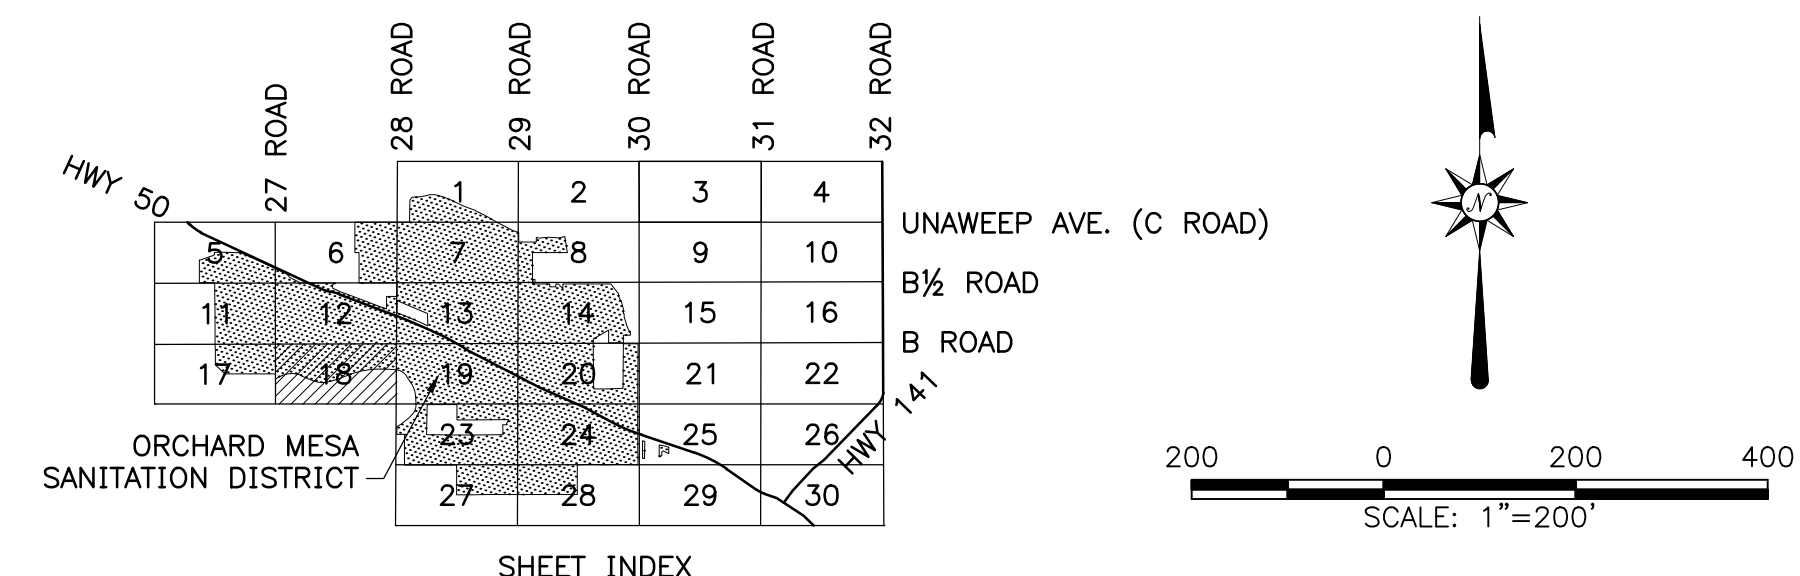 28 ROAD
29 ROAD
30 ROAD
31 ROAD
32 ROAD
27 ROAD
HWY 50
1 2 3 4
UNAWEEP AVE. (C ROAD)
5 6 7 8 9 10
B½ ROAD
11 12 13 14 15 16
B ROAD
17 18 19 20 21 22
HWY 141
23 24 25 26
ORCHARD MESA
SANITATION DISTRICT
27 28 29 30
SHEET INDEX
N
200 0 200 400
SCALE: 1"=200'